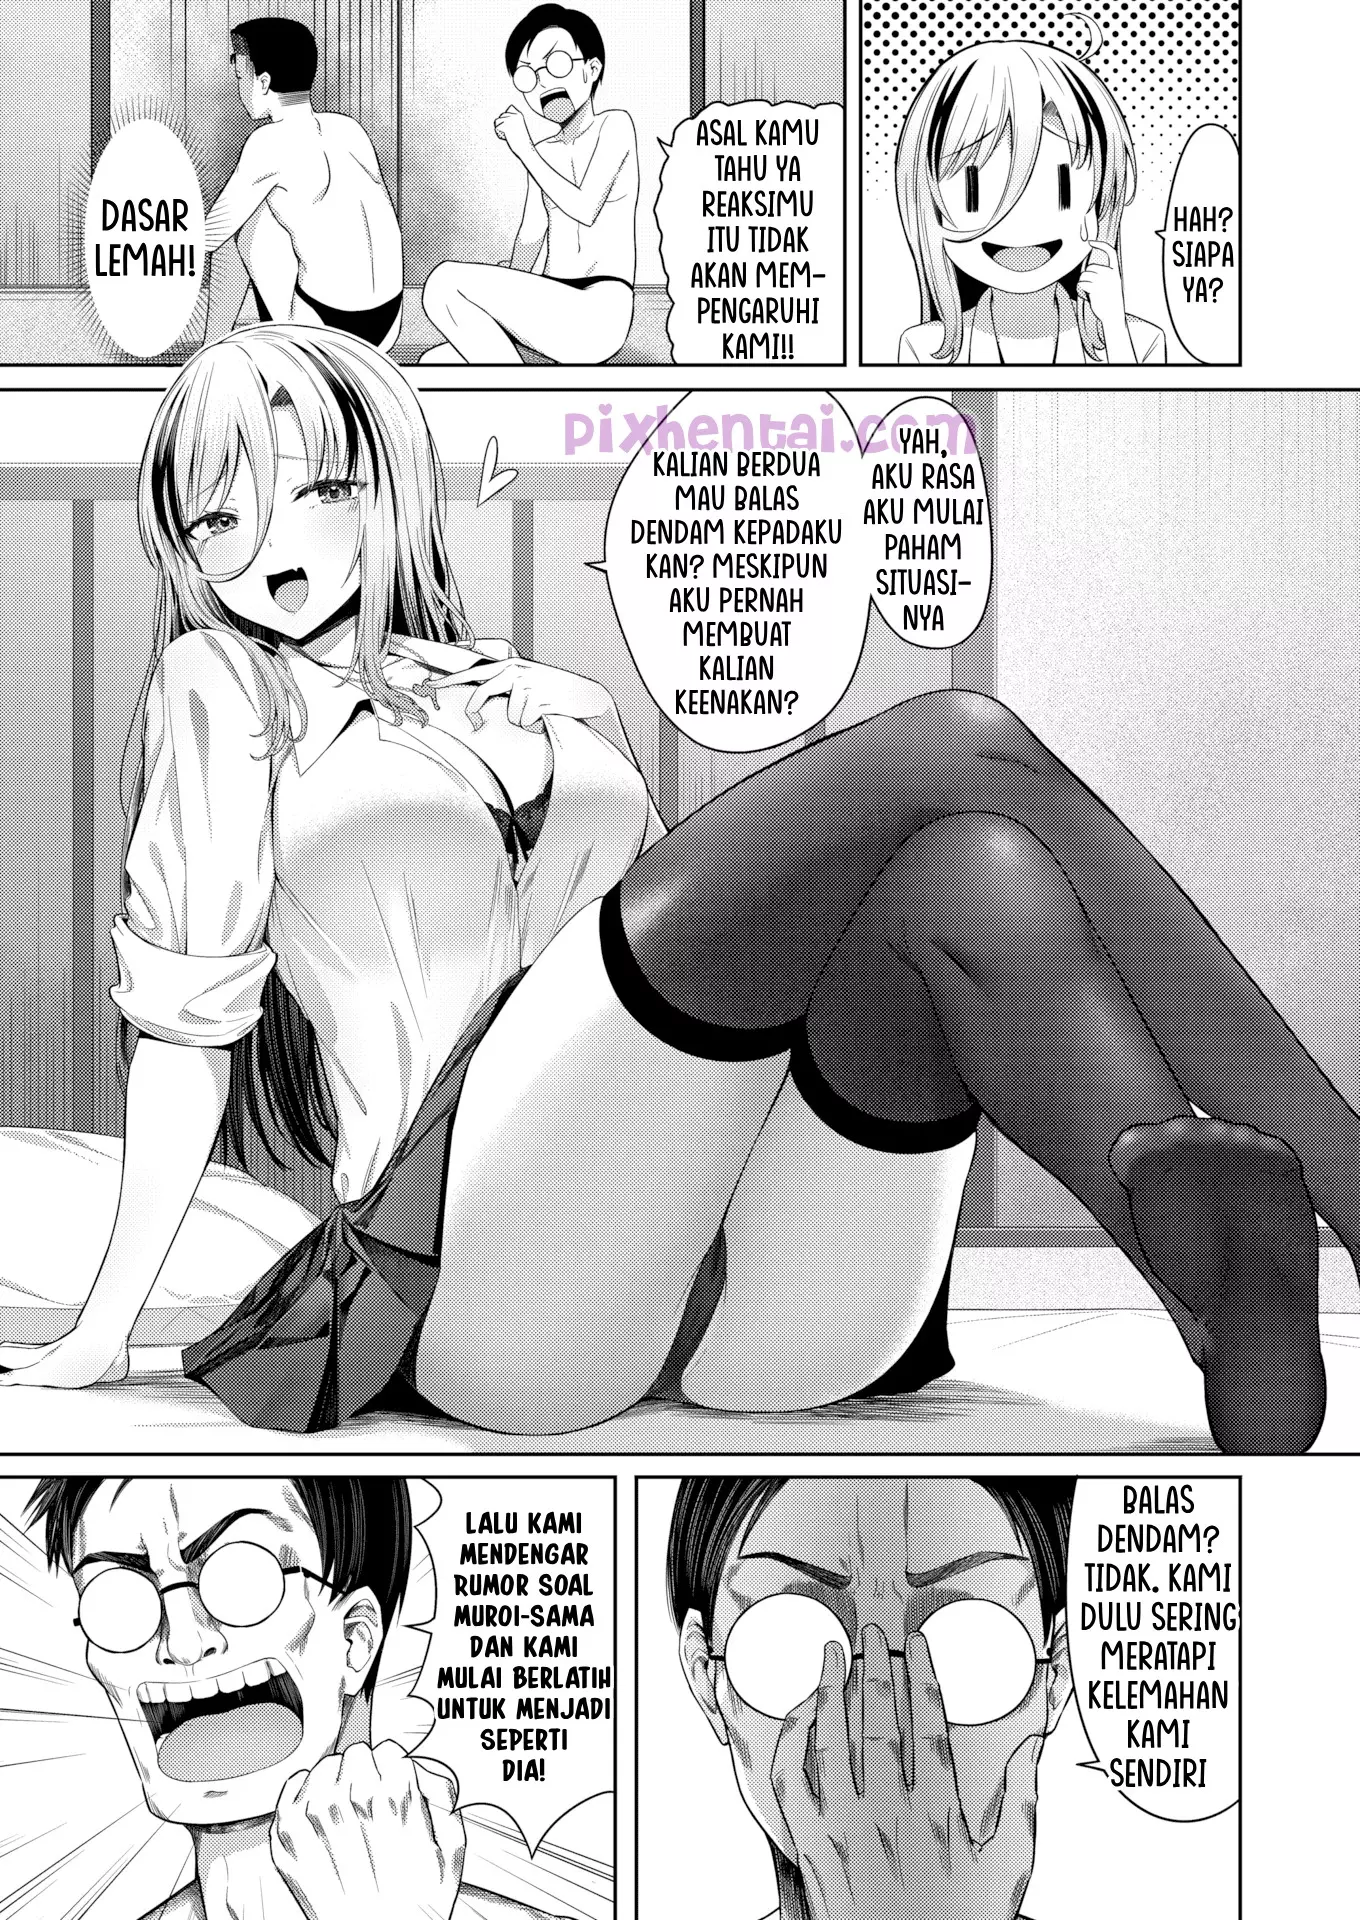 HAH?
SIAPA
YA?
ASAL KAMU
TAHU YA
REAKSIMU
ITU TIDAK
AKAN MEM-
PENGARUHI
KAMI!!
DASAR
LEMAH!
pixhentai.com
YAH,
AKU RASA
AKU MULAI
PAHAM
SITUASI-
NYA
KALIAN BERDUA
MAU BALAS
DENDAM KEPADAKU
KAN? MESKIPUN
AKU PERNAH
MEMBUAT
KALIAN
KEENAKAN?
BALAS
DENDAM?
TIDAK. KAMI
DULU SERING
MERATAPI
KELEMAHAN
KAMI
SENDIRI
LALU KAMI
MENDENGAR
RUMOR SOAL
MUROI-SAMA
DAN KAMI
MULAI BERLATIH
UNTUK MENJADI
SEPERTI
DIA!